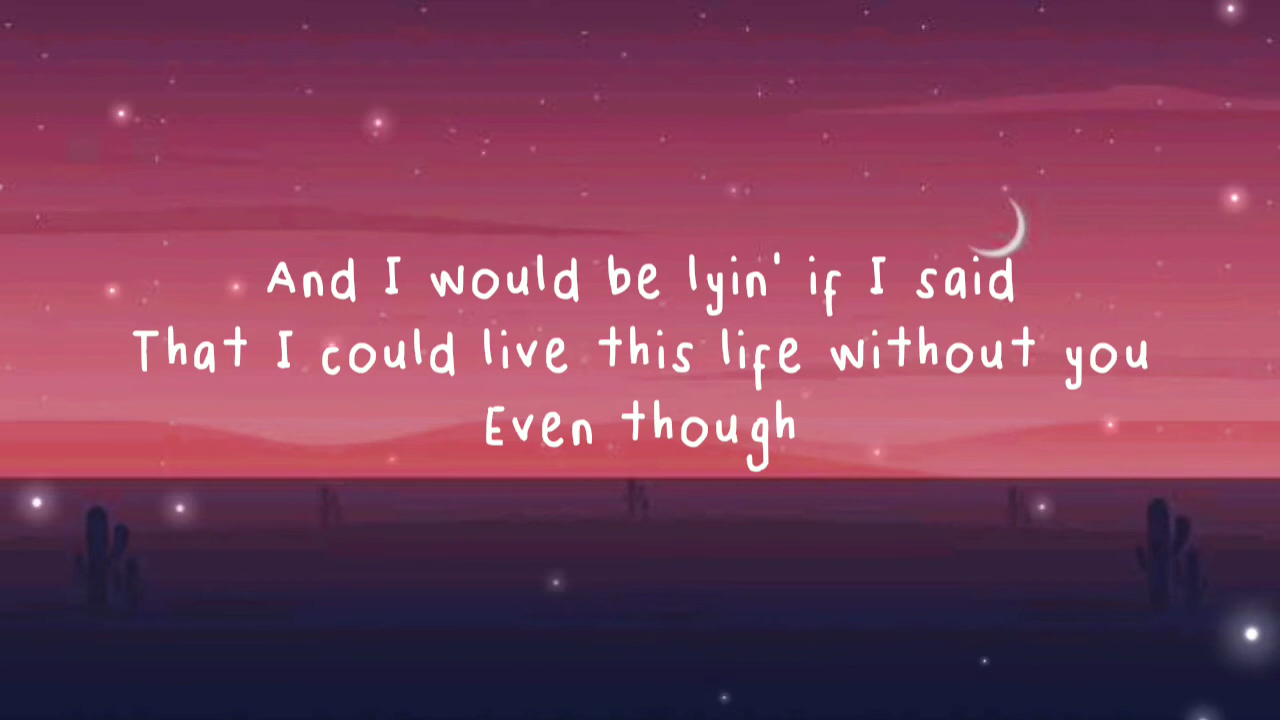 And I would be lyin' if I said
That I could live this life without you
Even though